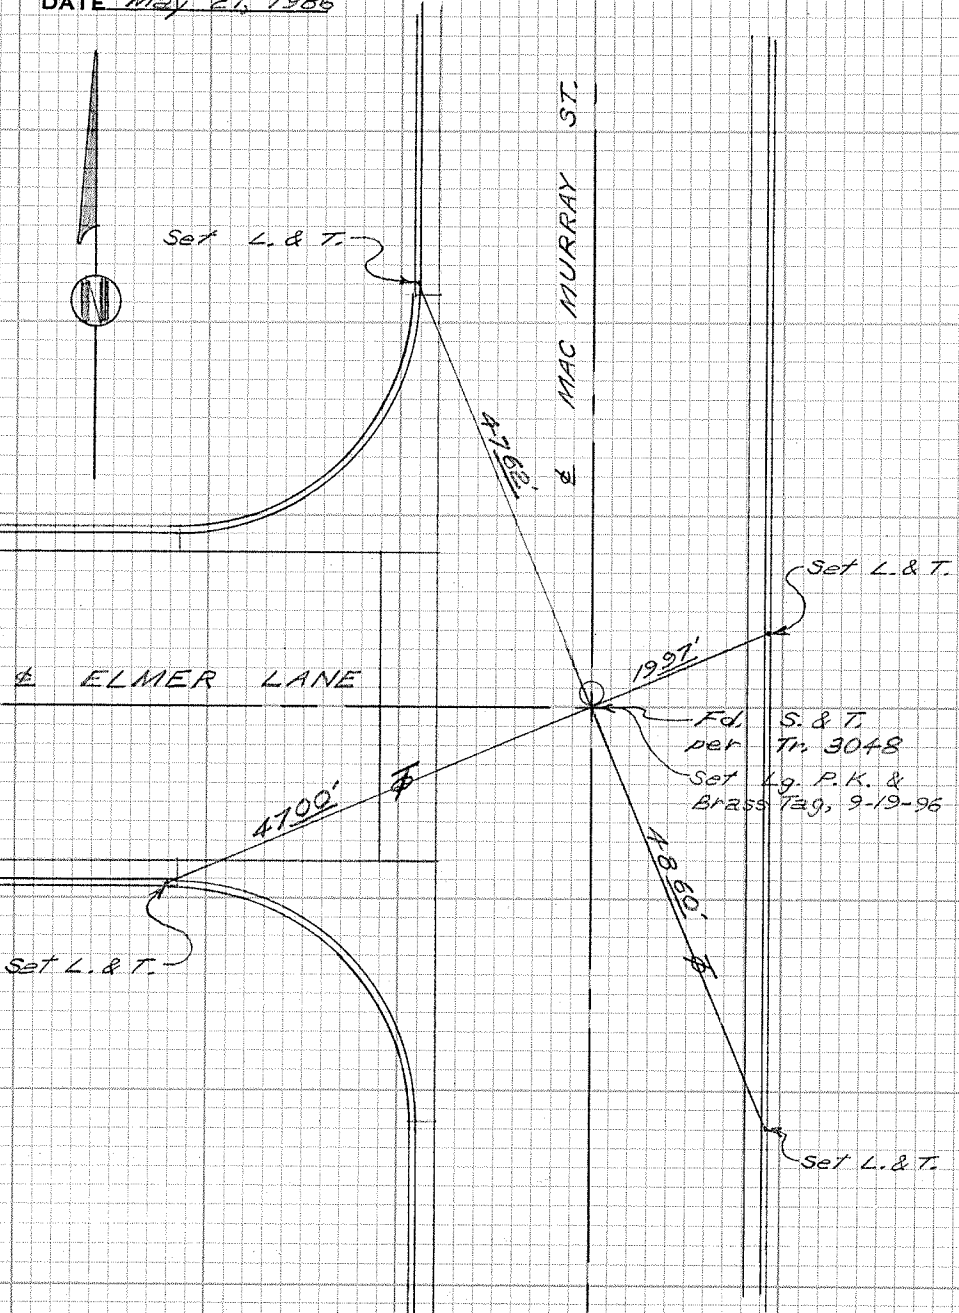 DATE May 21, 1986
MAC MURRAY ST.
Set L. & T.
47.62'
Set L. & T.
19.97'
℄ ELMER LANE
Fd. S. & T.
per Tr. 3048
Set Lg. P.K. &
Brass Tag, 9-19-96
47.00'
48.60'
Set L. & T.
Set L. & T.
℄
N